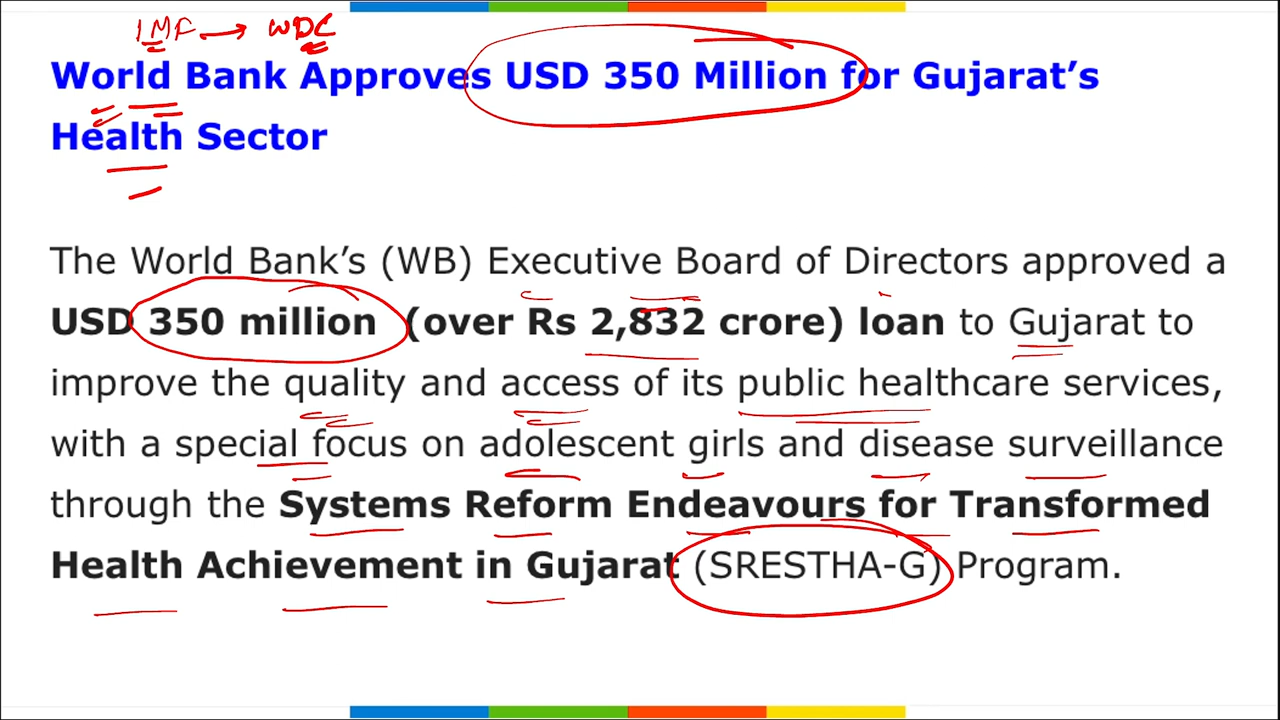 IMF → WDC
World Bank Approves USD 350 Million for Gujarat’s
Health Sector
The World Bank’s (WB) Executive Board of Directors approved a
USD 350 million (over Rs 2,832 crore) loan to Gujarat to
improve the quality and access of its public healthcare services,
with a special focus on adolescent girls and disease surveillance
through the Systems Reform Endeavours for Transformed
Health Achievement in Gujarat (SRESTHA-G) Program.